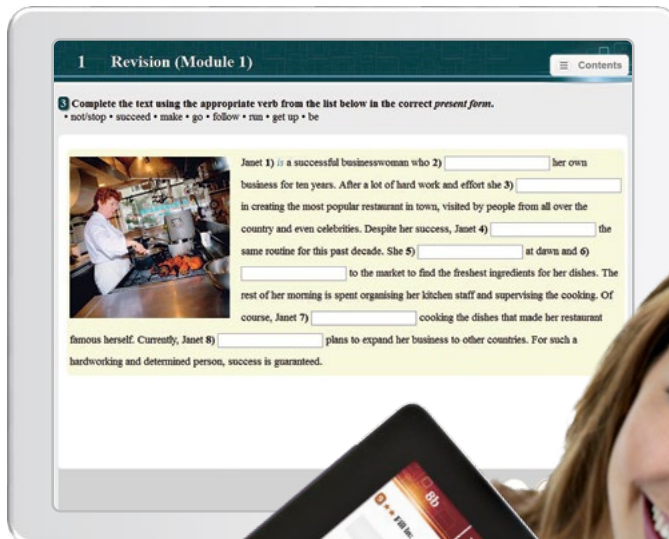 1 Revision (Module 1)
Contents
3 Complete the text using the appropriate verb from the list below in the correct present form.
• not/stop • succeed • make • go • follow • run • get up • be
Janet 1) is a successful businesswoman who 2) her own
business for ten years. After a lot of hard work and effort she 3)
in creating the most popular restaurant in town, visited by people from all over the
country and even celebrities. Despite her success, Janet 4) the
same routine for this past decade. She 5) at dawn and 6)
to the market to find the freshest ingredients for her dishes. The
rest of her morning is spent organising her kitchen staff and supervising the cooking. Of
course, Janet 7) cooking the dishes that made her restaurant
famous herself. Currently, Janet 8) plans to expand her business to other countries. For such a
hardworking and determined person, success is guaranteed.
8b
Fill in: